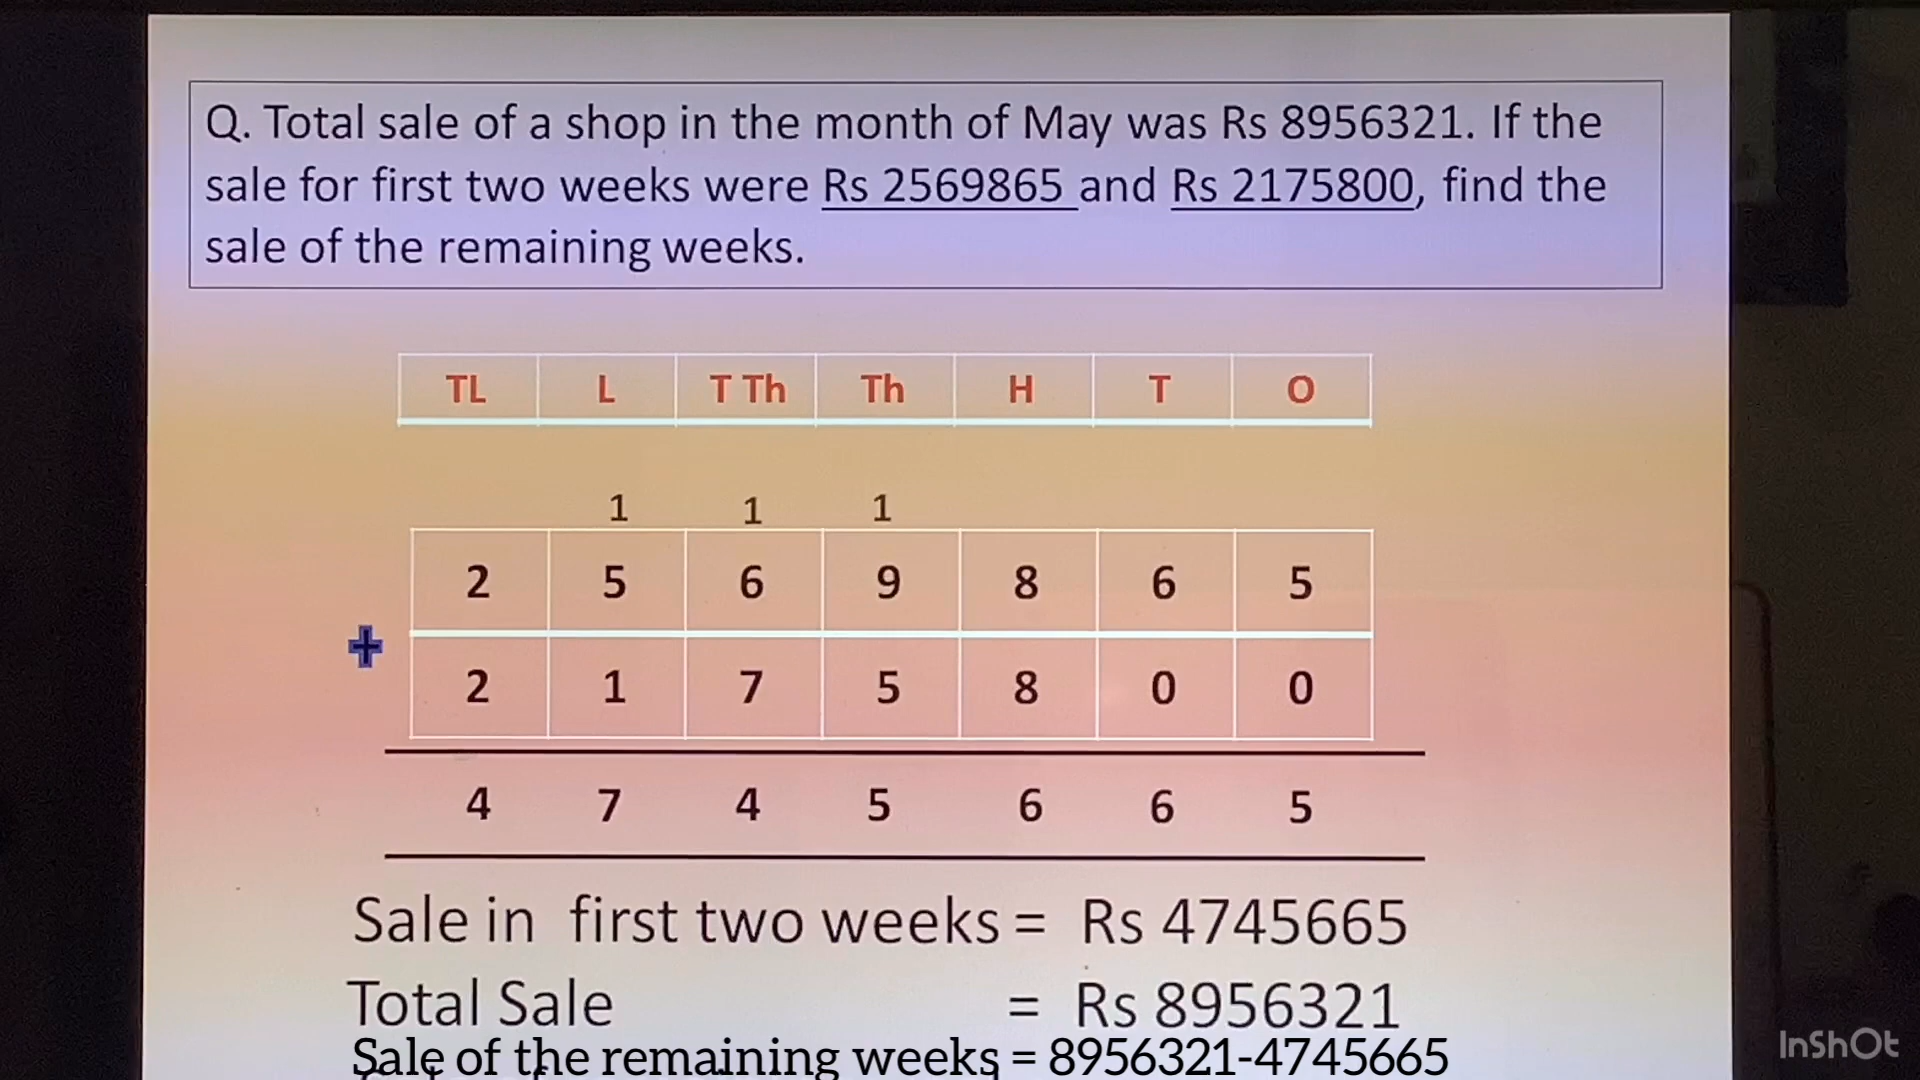 Q. Total sale of a shop in the month of May was Rs 8956321. If the
sale for first two weeks were Rs 2569865 and Rs 2175800, find the
sale of the remaining weeks.
TL L T Th Th H T O
1 1 1
2 5 6 9 8 6 5
+
2 1 7 5 8 0 0
4 7 4 5 6 6 5
Sale in first two weeks = Rs 4745665
Total Sale = Rs 8956321
Sale of the remaining weeks = 8956321-4745665
InShOt